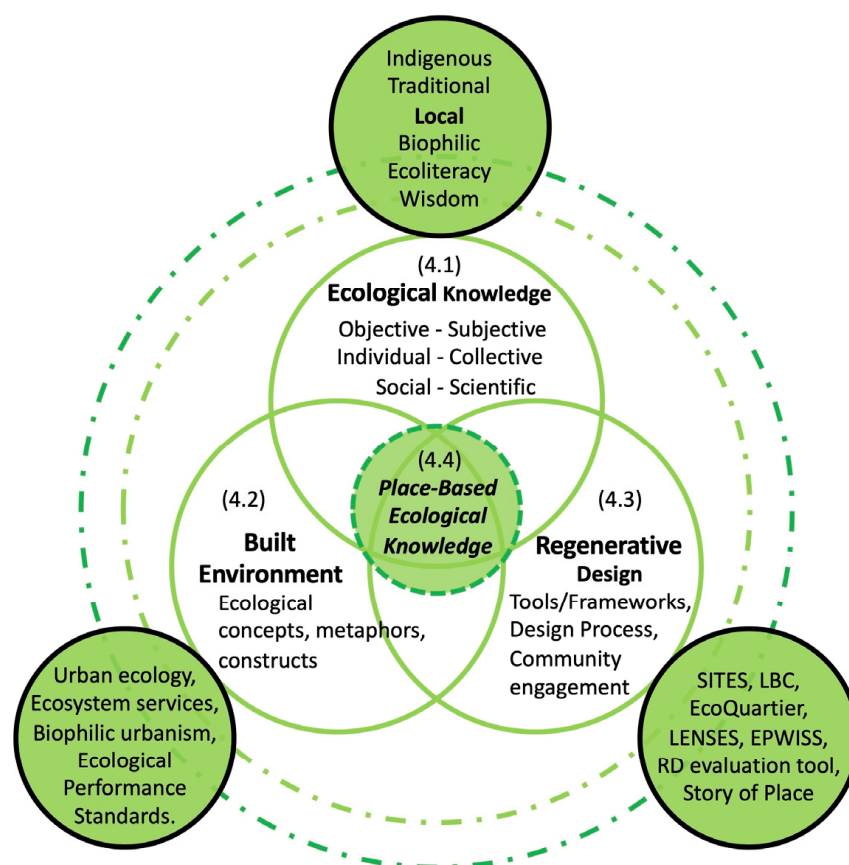 Indigenous
Traditional
Local
Biophilic
Ecoliteracy
Wisdom
(4.1)
Ecological Knowledge
Objective - Subjective
Individual - Collective
Social - Scientific
(4.4)
Place-Based
Ecological
Knowledge
(4.2)
Built
Environment
Ecological
concepts, metaphors,
constructs
(4.3)
Regenerative
Design
Tools/Frameworks,
Design Process,
Community
engagement
Urban ecology,
Ecosystem services,
Biophilic urbanism,
Ecological
Performance
Standards.
SITES, LBC,
EcoQuartier,
LENSES, EPWISS,
RD evaluation tool,
Story of Place